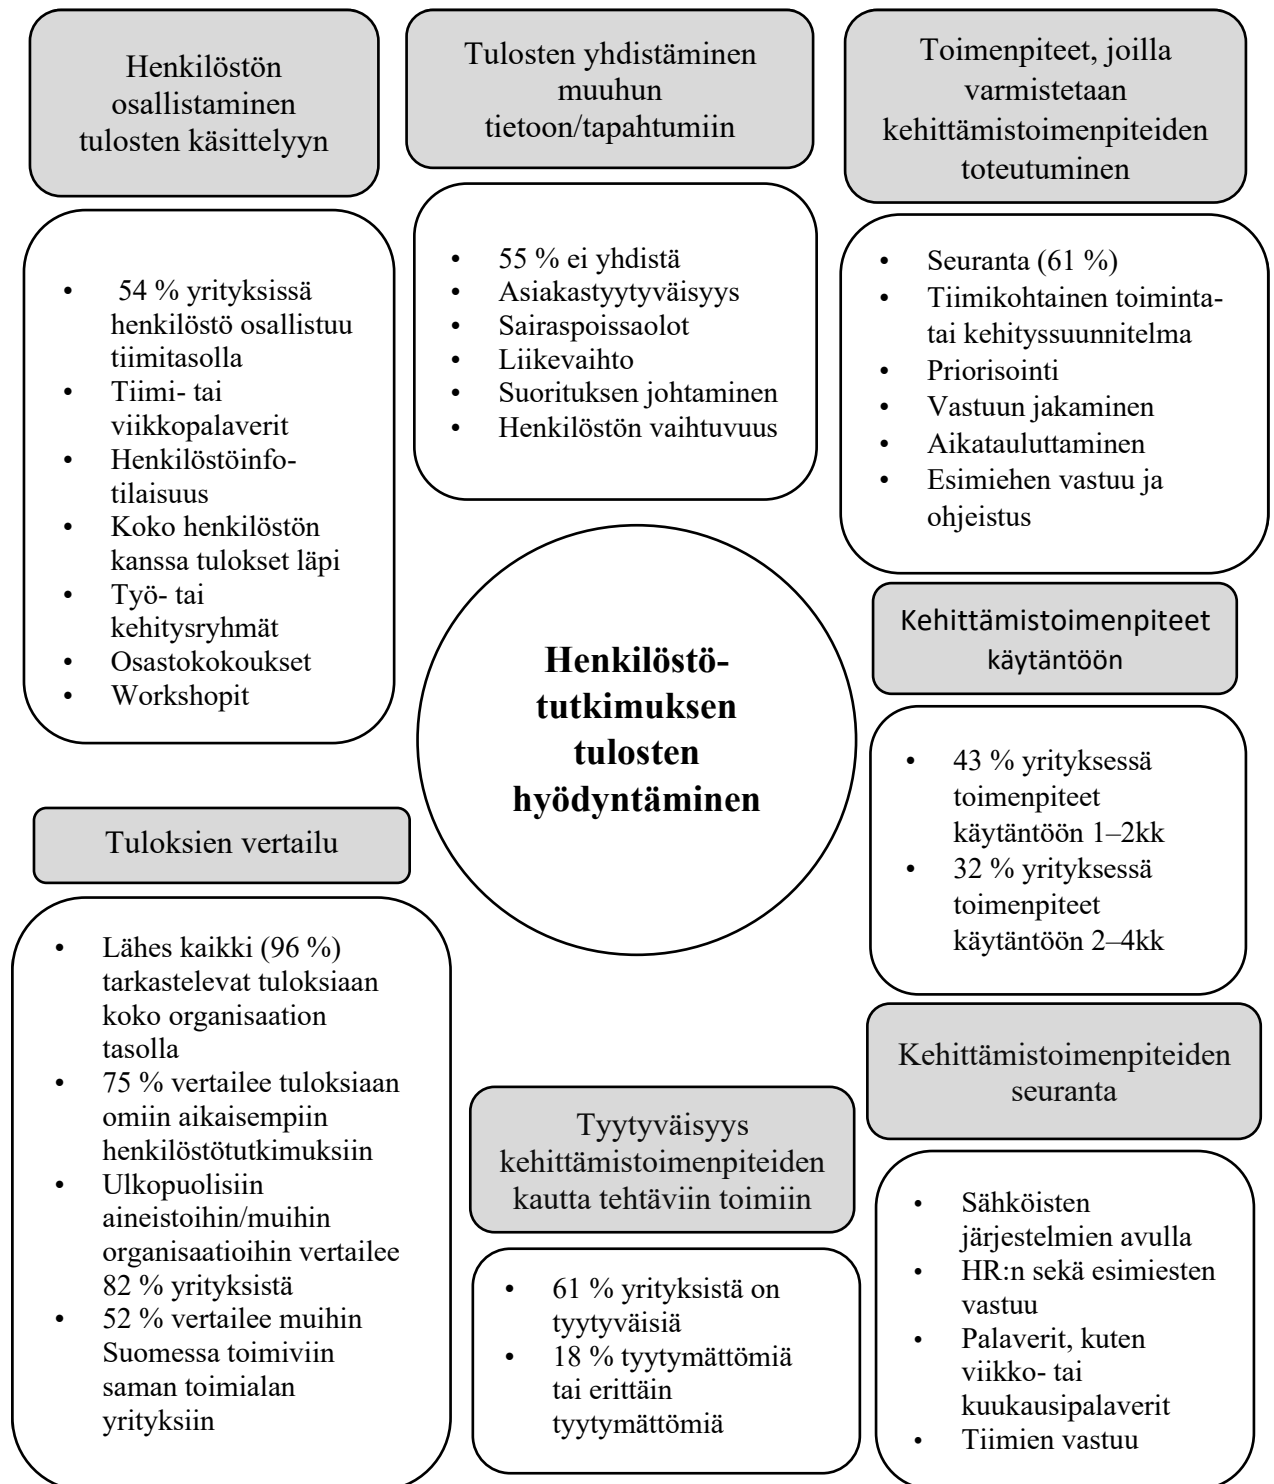 Henkilöstön
osallistaminen
tulosten käsittelyyn
• 54 % yrityksissä
henkilöstö osallistuu
tiimitasolla
• Tiimi- tai
viikkopalaverit
• Henkilöstöinfo-
tilaisuus
• Koko henkilöstön
kanssa tulokset läpi
• Työ- tai
kehitysryhmät
• Osastokokoukset
• Workshopit
Tulosten yhdistäminen
muuhun
tietoon/tapahtumiin
• 55 % ei yhdistä
• Asiakastyytyväisyys
• Sairaspoissaolot
• Liikevaihto
• Suorituksen johtaminen
• Henkilöstön vaihtuvuus
Toimenpiteet, joilla
varmistetaan
kehittämistoimenpiteiden
toteutuminen
• Seuranta (61 %)
• Tiimikohtainen toiminta-
tai kehityssuunnitelma
• Priorisointi
• Vastuun jakaminen
• Aikatauluttaminen
• Esimiehen vastuu ja
ohjeistus
Henkilöstö-
tutkimuksen
tulosten
hyödyntäminen
Kehittämistoimenpiteet
käytäntöön
• 43 % yrityksessä
toimenpiteet
käytäntöön 1–2kk
• 32 % yrityksessä
toimenpiteet
käytäntöön 2–4kk
Tuloksien vertailu
• Lähes kaikki (96 %)
tarkastelevat tuloksiaan
koko organisaation
tasolla
• 75 % vertailee tuloksiaan
omiin aikaisempiin
henkilöstötutkimuksiin
• Ulkopuolisiin
aineistoihin/muihin
organisaatioihin vertailee
82 % yrityksistä
• 52 % vertailee muihin
Suomessa toimiviin
saman toimialan
yrityksiin
Tyytyväisyys
kehittämistoimenpiteiden
kautta tehtäviin toimiin
• 61 % yrityksistä on
tyytyväisiä
• 18 % tyytymättömiä
tai erittäin
tyytymättömiä
Kehittämistoimenpiteiden
seuranta
• Sähköisten
järjestelmien avulla
• HR:n sekä esimiesten
vastuu
• Palaverit, kuten
viikko- tai
kuukausipalaverit
• Tiimien vastuu